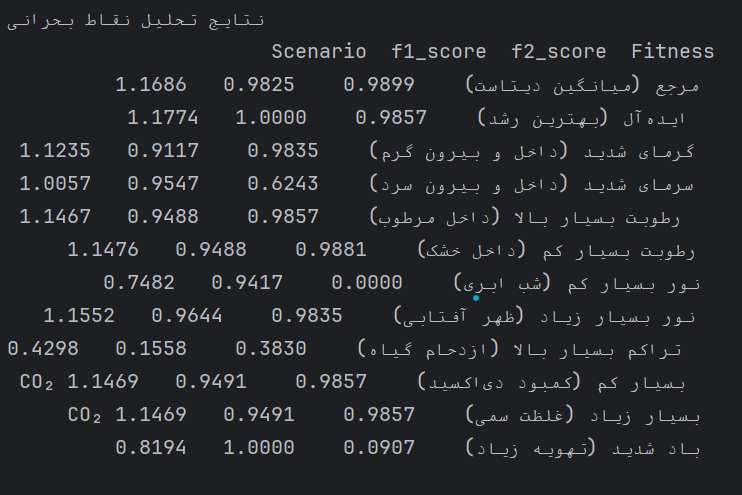 نتایج تحلیل نقاط بحرانی
Scenario  f1_score  f2_score  Fitness
مرجع (میانگین دیتاست)  0.9899  0.9825  1.1686
ایده‌آل (بهترین رشد)  0.9857  1.0000  1.1774
گرمای شدید (داخل و بیرون گرم)  0.9835  0.9117  1.1235
سرمای شدید (داخل و بیرون سرد)  0.6243  0.9547  1.0057
رطوبت بسیار بالا (داخل مرطوب)  0.9857  0.9488  1.1467
رطوبت بسیار کم (داخل خشک)  0.9881  0.9488  1.1476
نور بسیار کم (شب ابری)  0.0000  0.9417  0.7482
نور بسیار زیاد (ظهر آفتابی)  0.9835  0.9644  1.1552
تراکم بسیار بالا (ازدحام گیاه)  0.3830  0.1558  0.4298
CO₂ بسیار کم (کمبود دی‌اکسید)  0.9857  0.9491  1.1469
CO₂ بسیار زیاد (غلظت سمی)  0.9857  0.9491  1.1469
باد شدید (تهویه زیاد)  0.0907  1.0000  0.8194